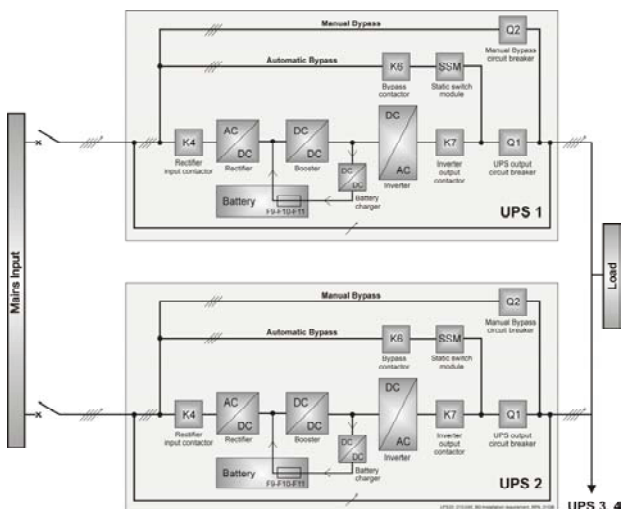 Manual Bypass
Q2
Manual Bypass
circuit breaker
Automatic Bypass
K6
SSM
Bypass
contactor
Static switch
module
Mains Input
K4
AC
DC
DC
DC
DC
AC
K7
Q1
Rectifier
input contactor
Rectifier
Booster
DC
DC
Inverter
Inverter
output
contactor
UPS output
circuit breaker
Battery
F9-F10-F11
Battery
charger
UPS 1
Load
Manual Bypass
Q2
Manual Bypass
circuit breaker
Automatic Bypass
K6
SSM
Bypass
contactor
Static switch
module
K4
AC
DC
DC
DC
DC
AC
K7
Q1
Rectifier
input contactor
Rectifier
Booster
DC
DC
Inverter
Inverter
output
contactor
UPS output
circuit breaker
Battery
F9-F10-F11
Battery
charger
UPS 2
UPS 3, 4